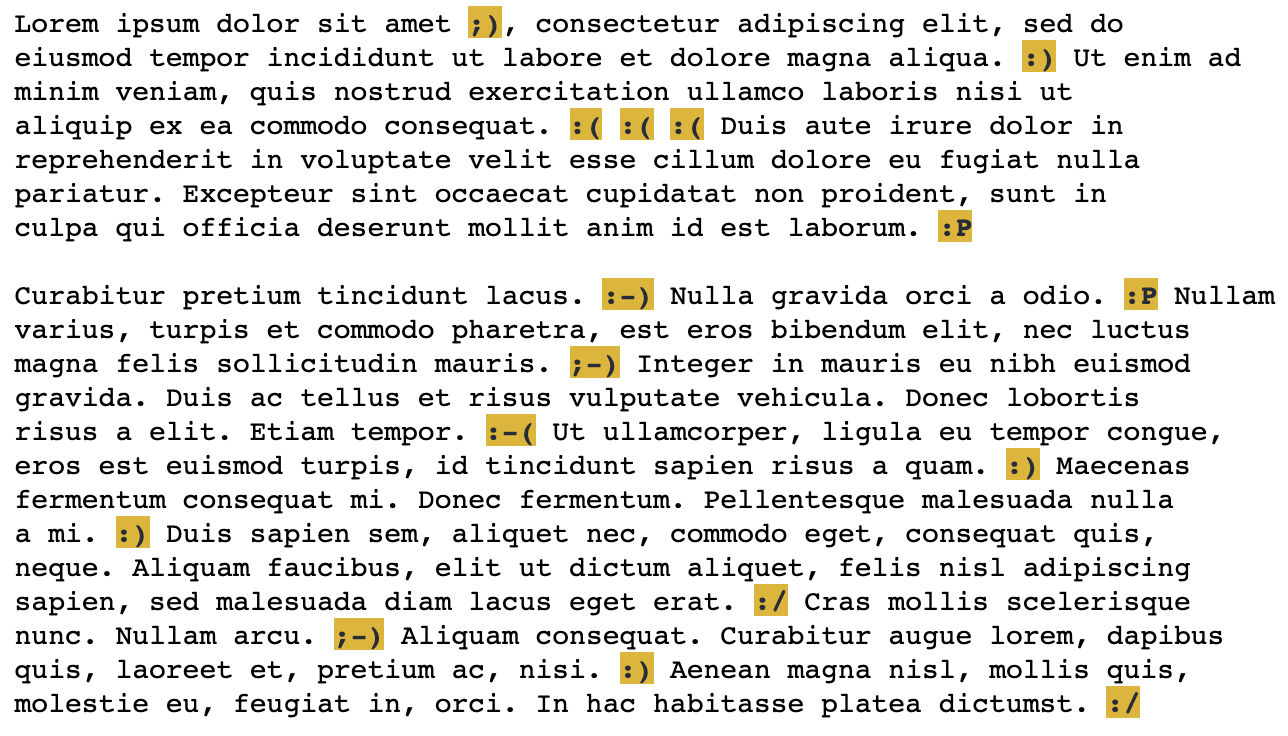 Lorem ipsum dolor sit amet ;), consectetur adipiscing elit, sed do
eiusmod tempor incididunt ut labore et dolore magna aliqua. :) Ut enim ad
minim veniam, quis nostrud exercitation ullamco laboris nisi ut
aliquip ex ea commodo consequat. :( :( :( Duis aute irure dolor in
reprehenderit in voluptate velit esse cillum dolore eu fugiat nulla
pariatur. Excepteur sint occaecat cupidatat non proident, sunt in
culpa qui officia deserunt mollit anim id est laborum. :P

Curabitur pretium tincidunt lacus. :-) Nulla gravida orci a odio. :P Nullam
varius, turpis et commodo pharetra, est eros bibendum elit, nec luctus
magna felis sollicitudin mauris. ;-) Integer in mauris eu nibh euismod
gravida. Duis ac tellus et risus vulputate vehicula. Donec lobortis
risus a elit. Etiam tempor. :-( Ut ullamcorper, ligula eu tempor congue,
eros est euismod turpis, id tincidunt sapien risus a quam. :) Maecenas
fermentum consequat mi. Donec fermentum. Pellentesque malesuada nulla
a mi. :) Duis sapien sem, aliquet nec, commodo eget, consequat quis,
neque. Aliquam faucibus, elit ut dictum aliquet, felis nisl adipiscing
sapien, sed malesuada diam lacus eget erat. :/ Cras mollis scelerisque
nunc. Nullam arcu. ;-) Aliquam consequat. Curabitur augue lorem, dapibus
quis, laoreet et, pretium ac, nisi. :) Aenean magna nisl, mollis quis,
molestie eu, feugiat in, orci. In hac habitasse platea dictumst. :/